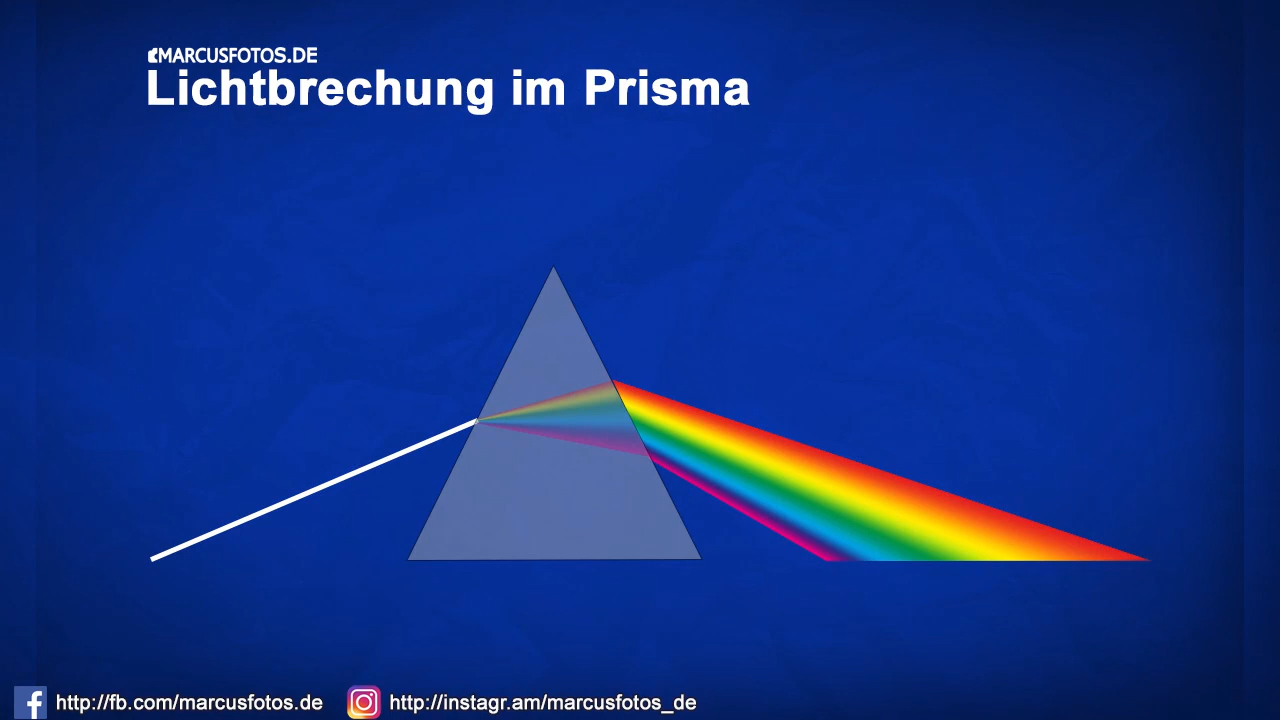 MARCUSFOTOS.DE
Lichtbrechung im Prisma
http://fb.com/marcusfotos.de
http://instagr.am/marcusfotos_de